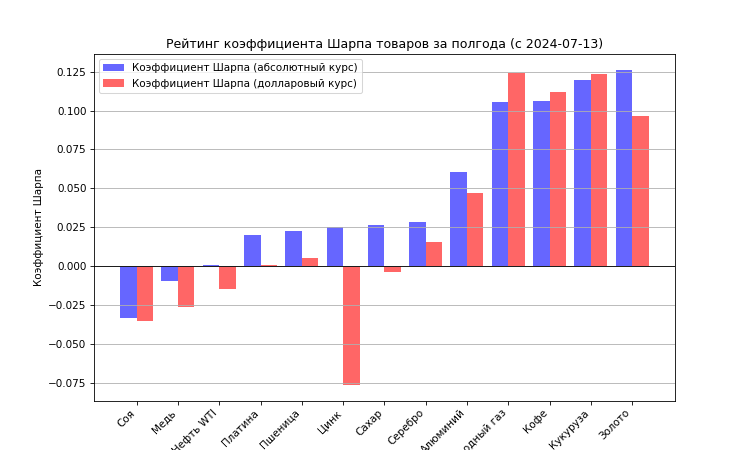 Рейтинг коэффициента Шарпа товаров за полгода (с 2024-07-13)
Коэффициент Шарпа (абсолютный курс)
Коэффициент Шарпа (долларовый курс)
Коэффициент Шарпа
0.125
0.100
0.075
0.050
0.025
0.000
−0.025
−0.050
−0.075
Соя
Медь
Нефть WTI
Платина
Пшеница
Цинк
Сахар
Серебро
Алюминий
одный газ
Кофе
Кукуруза
Золото